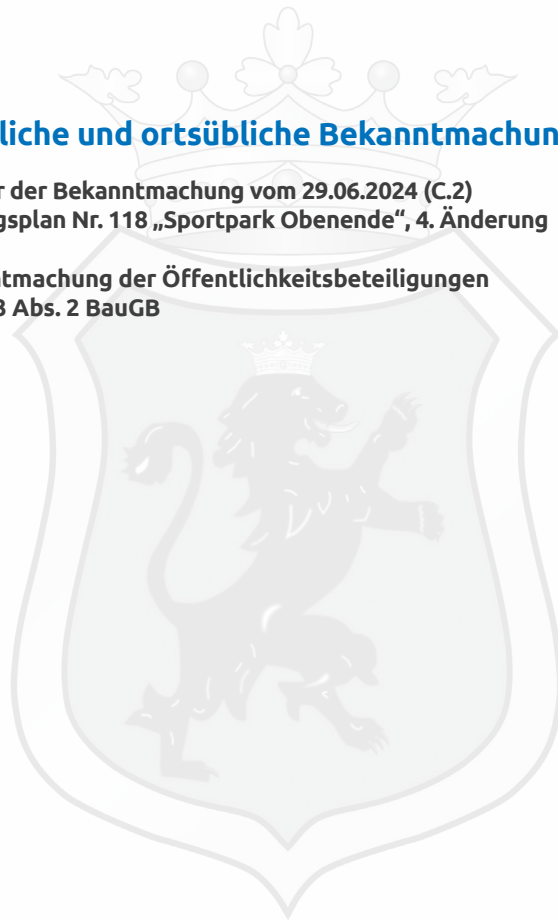 liche und ortsübliche Bekanntmachun
r der Bekanntmachung vom 29.06.2024 (C.2)
gsplan Nr. 118 „Sportpark Obenende“, 4. Änderung
ntmachung der Öffentlichkeitsbeteiligungen
3 Abs. 2 BauGB